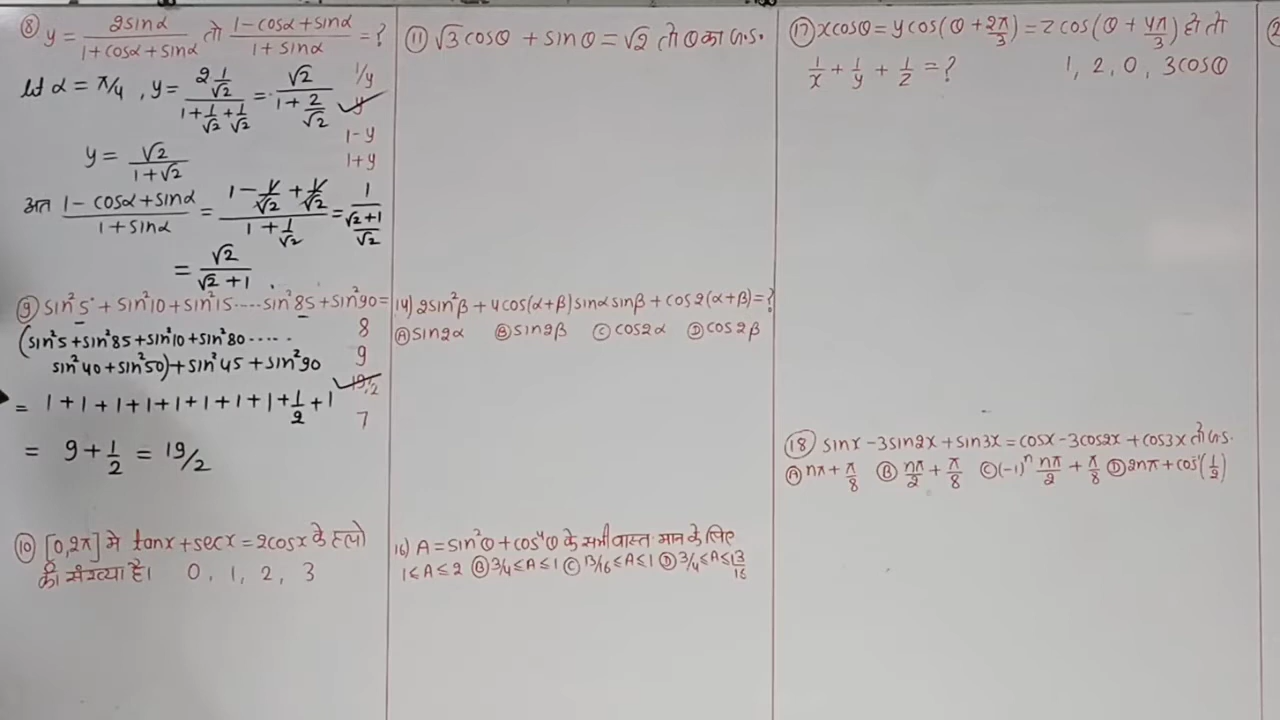 ⑧ y = 2sinα / (1+cosα+sinα) तो (1-cosα+sinα) / (1+sinα) = ?
let α = π/4 , y = (2 1/√2) / (1+1/√2+1/√2) = √2 / (1+2/√2)
1/y
y
1-y
1+y
y = √2 / (1+√2)
अत (1-cosα+sinα) / (1+sinα) = (1-1/√2+1/√2) / (1+1/√2) = 1 / ((√2+1)/√2)
= √2 / (√2+1) .
⑨ sin²5° + sin²10 + sin²15 ---- sin²85 + sin²90 =
8
9
19/2
7
(sin²5 + sin²85 + sin²10 + sin²80 .....
sin²40 + sin²50) + sin²45 + sin²90
= 1+1+1+1+1+1+1+1+1/2+1
= 9+1/2 = 19/2
⑩ [0,2π] मे tanx+secx=2cosx के हलो
की संख्या है। 0, 1, 2, 3
⑪ √3cosθ + sinθ = √2 तो θ का G.S.
14) 2sin²β + 4cos(α+β)sinαsinβ + cos2(α+β) = ?
Ⓐ sin2α Ⓑ sin2β Ⓒ cos2α Ⓓ cos2β
16) A = sin²θ + cos⁴θ के सभी वास्त. मान के लिए
1≤A≤2 Ⓑ 3/4≤A≤1 Ⓒ 13/16≤A≤1 Ⓓ 3/4≤A≤13/16
⑰ xcosθ = ycos(θ+2π/3) = zcos(θ+4π/3) हो तो
1/x + 1/y + 1/z = ? 1, 2, 0, 3cosθ
⑱ sinx - 3sin2x + sin3x = cosx - 3cos2x + cos3x तो G.S.
Ⓐ nπ+π/8 Ⓑ nπ/2+π/8 Ⓒ (-1)ⁿ nπ/2+π/8 Ⓓ 2nπ+cos⁻¹(1/2)